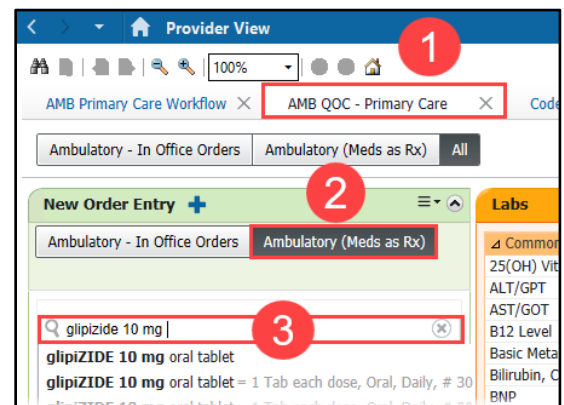 Provider View
1
100%
AMB Primary Care Workflow AMB QOC - Primary Care Code
Ambulatory - In Office Orders Ambulatory (Meds as Rx) All
2
New Order Entry Labs
Ambulatory - In Office Orders Ambulatory (Meds as Rx)
Common
25(OH) Vit
ALT/GPT
AST/GOT
glipizide 10 mg
3
B12 Level
glipiZIDE 10 mg oral tablet
Basic Meta
glipiZIDE 10 mg oral tablet = 1 Tab each dose, Oral, Daily, # 30
Bilirubin, C
BNP